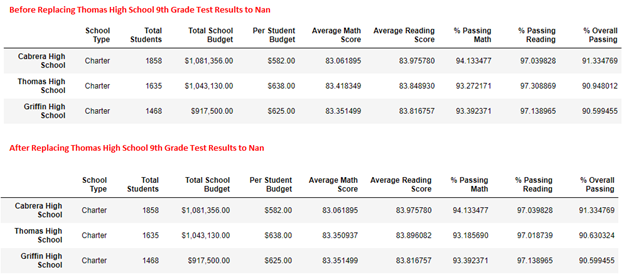 Before Replacing Thomas High School 9th Grade Test Results to Nan
School Type Total Students Total School Budget Per Student Budget Average Math Score Average Reading Score % Passing Math % Passing Reading % Overall Passing
Cabrera High School Charter 1858 $1,081,356.00 $582.00 83.061895 83.975780 94.133477 97.039828 91.334769
Thomas High School Charter 1635 $1,043,130.00 $638.00 83.418349 83.848930 93.272171 97.308869 90.948012
Griffin High School Charter 1468 $917,500.00 $625.00 83.351499 83.816757 93.392371 97.138965 90.599455
After Replacing Thomas High School 9th Grade Test Results to Nan
School Type Total Students Total School Budget Per Student Budget Average Math Score Average Reading Score % Passing Math % Passing Reading % Overall Passing
Cabrera High School Charter 1858 $1,081,356.00 $582.00 83.061895 83.975780 94.133477 97.039828 91.334769
Thomas High School Charter 1635 $1,043,130.00 $638.00 83.350937 83.896082 93.185690 97.018739 90.630324
Griffin High School Charter 1468 $917,500.00 $625.00 83.351499 83.816757 93.392371 97.138965 90.599455